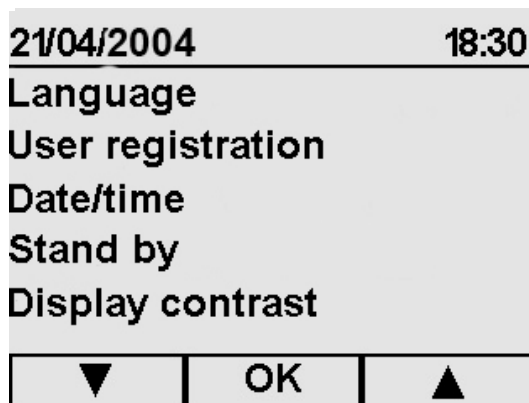 21/04/2004 18:30
Language
User registration
Date/time
Stand by
Display contrast
▼ OK ▲